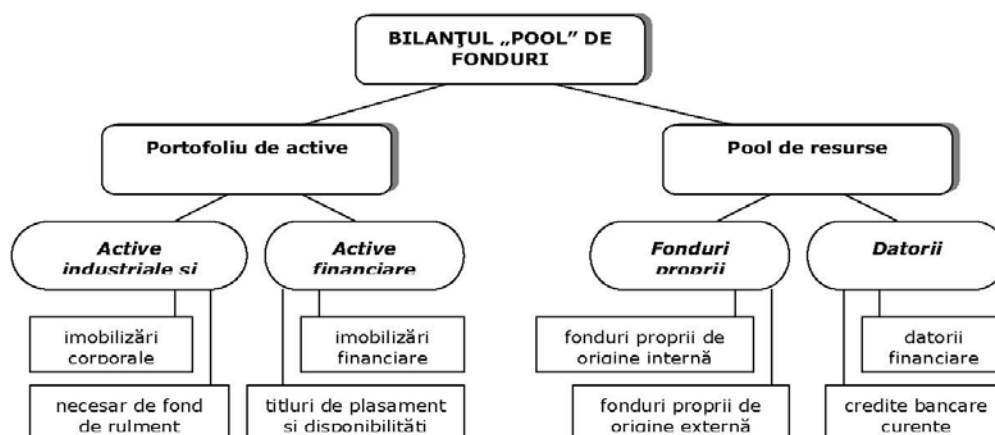 BILANŢUL „POOL” DE
FONDURI
Portofoliu de active
Pool de resurse
Active
industriale si
Active
financiare
Fonduri
proprii
Datorii
imobilizări
corporale
imobilizări
financiare
fonduri proprii de
origine internă
datorii
financiare
necesar de fond
de rulment
titluri de plasament
si disponibilităti
fonduri proprii de
origine externă
credite bancare
curente